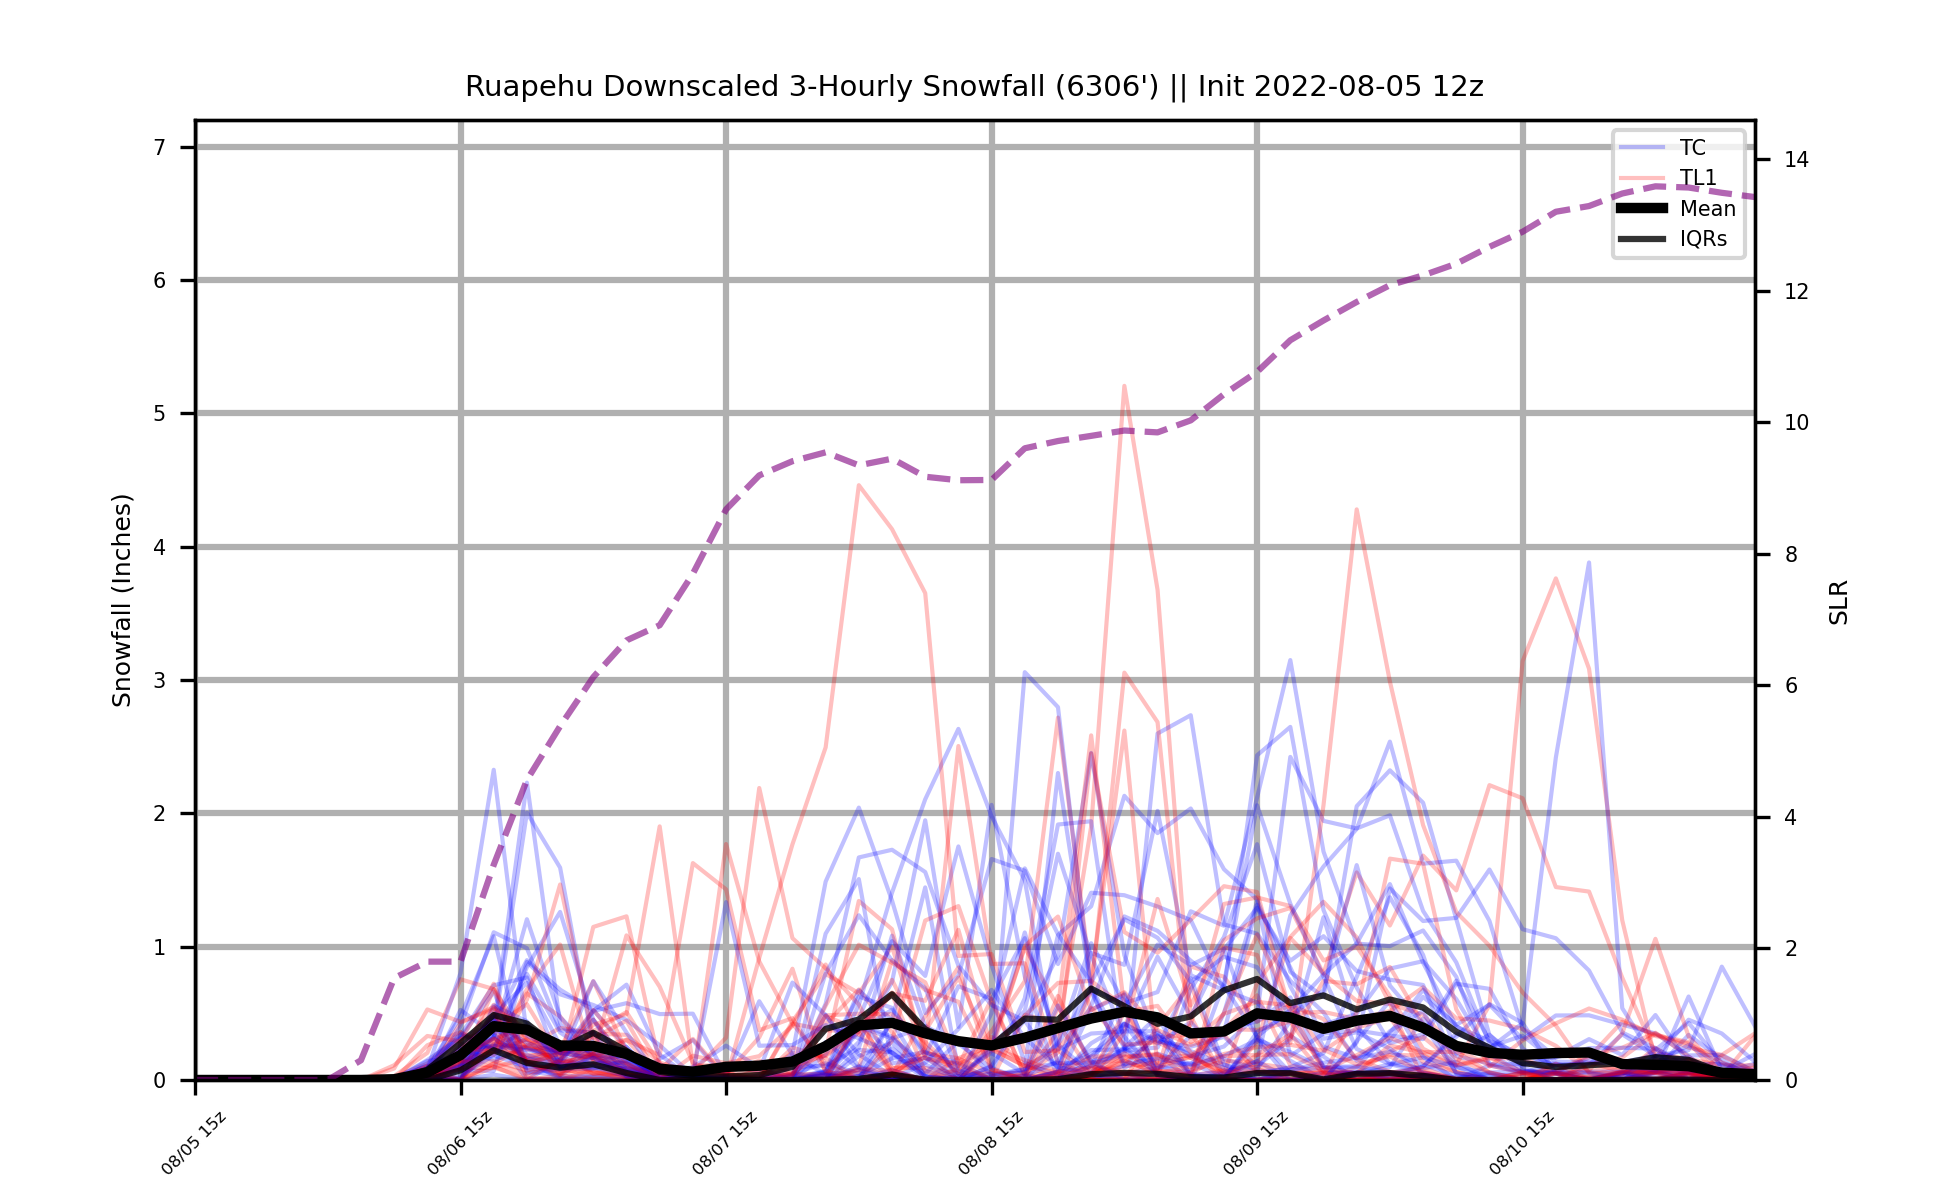 Ruapehu Downscaled 3-Hourly Snowfall (6306') || Init 2022-08-05 12z
Snowfall (Inches)
7
6
5
4
3
2
1
0
TC
TL1
Mean
IQRs
14
12
10
8
6
4
2
0
SLR
08/05 15z
08/06 15z
08/07 15z
08/08 15z
08/09 15z
08/10 15z